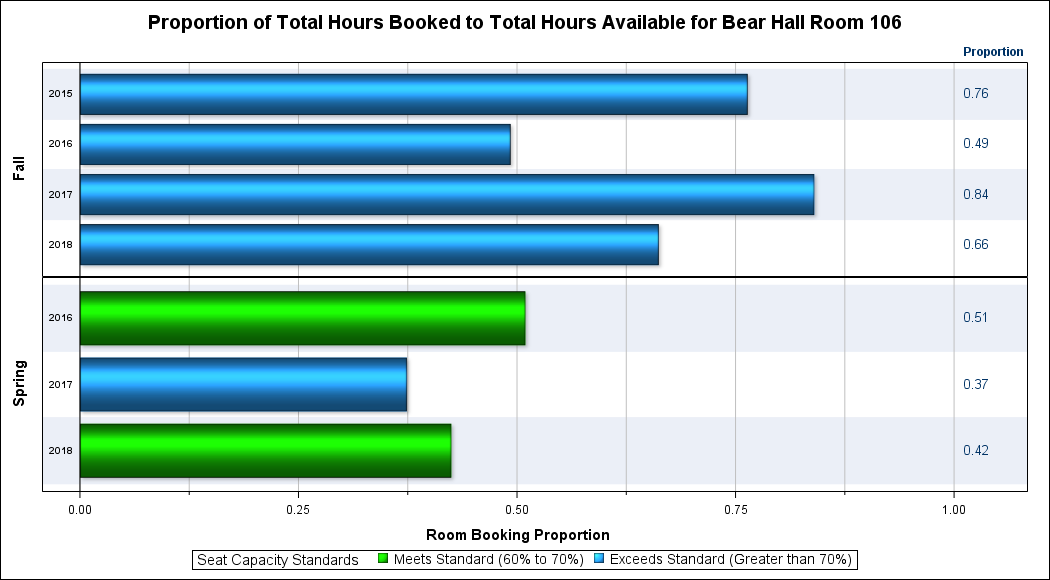 Proportion of Total Hours Booked to Total Hours Available for Bear Hall Room 106
Proportion
Fall
2015 0.76
2016 0.49
2017 0.84
2018 0.66
Spring
2016 0.51
2017 0.37
2018 0.42
0.00 0.25 0.50 0.75 1.00
Room Booking Proportion
Seat Capacity Standards Meets Standard (60% to 70%) Exceeds Standard (Greater than 70%)